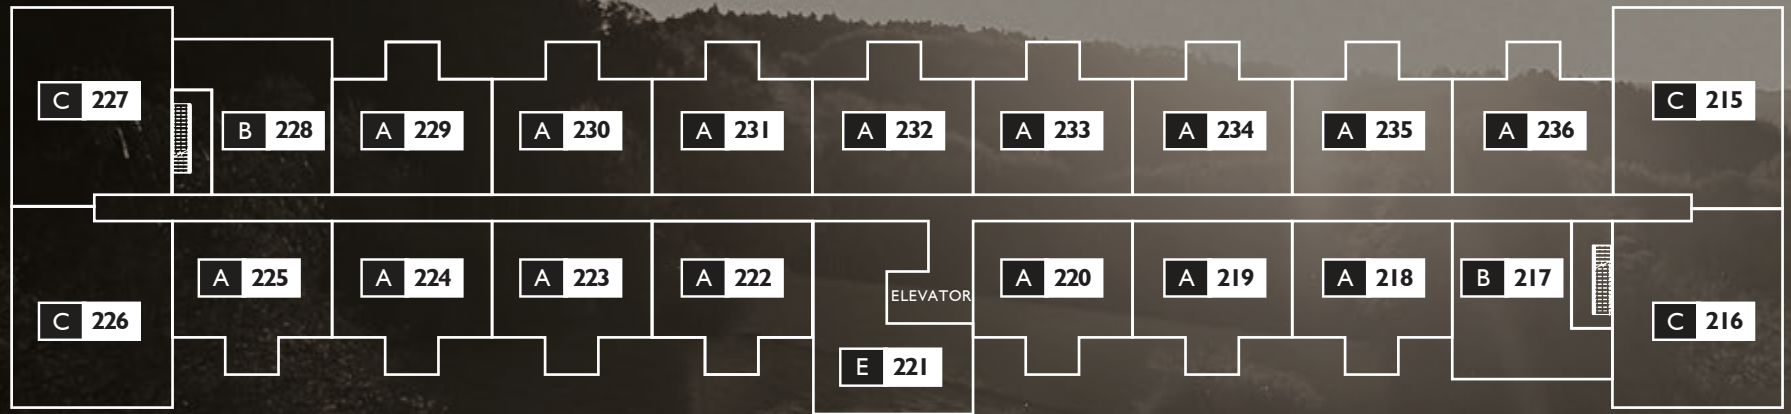 C 227
B 228
A 229
A 230
A 231
A 232
A 233
A 234
A 235
A 236
C 215
C 226
A 225
A 224
A 223
A 222
ELEVATOR
E 221
A 220
A 219
A 218
B 217
C 216